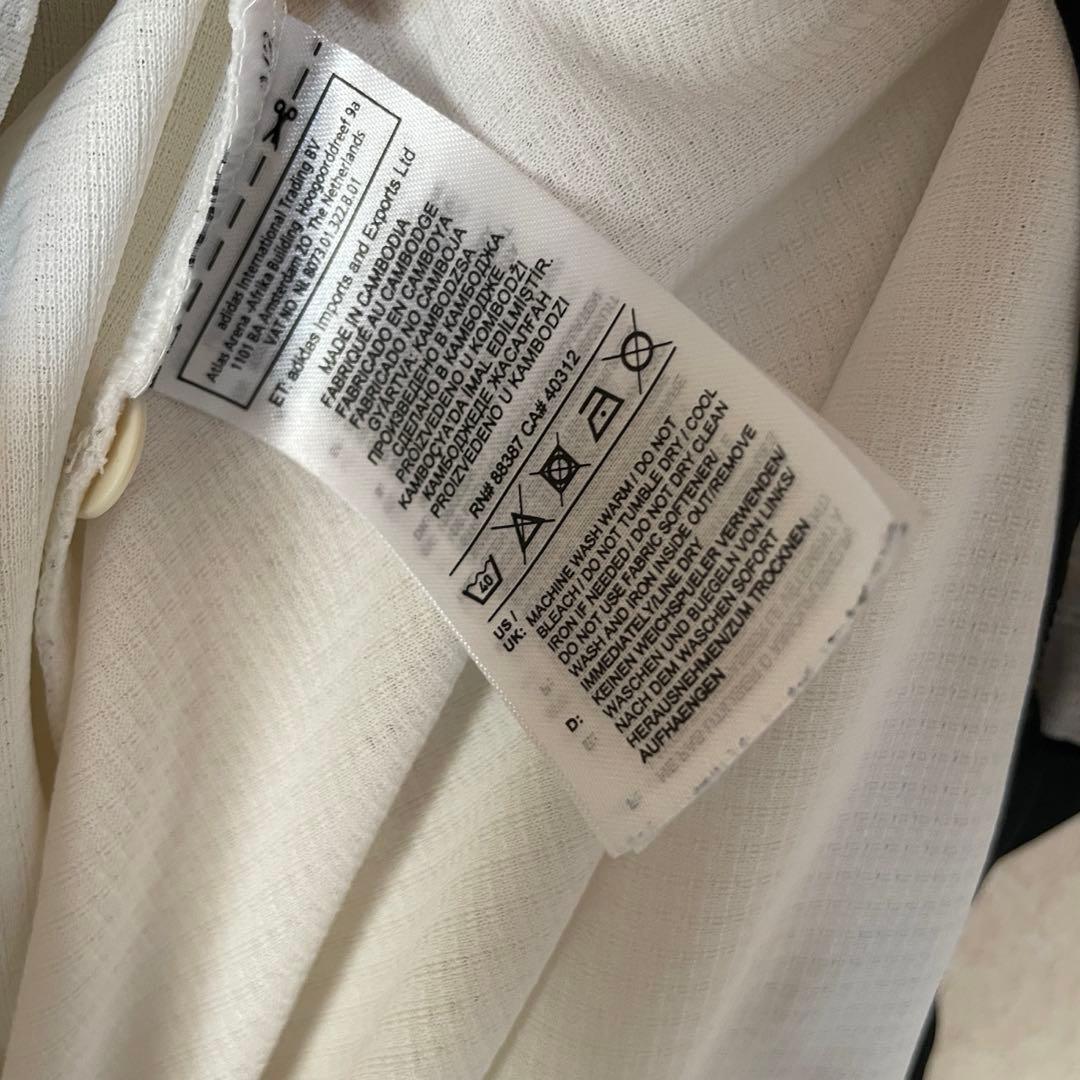 adidas International Trading BV
Atlas Arena-Afrika Building, Hoogoorddreef 9a
1101 BA Amsterdam ZO The Netherlands
VAT NO NL 8073.01.322.B.01
ET: adidas Imports and Exports Ltd
MADE IN CAMBODIA
FABRIQUÉ AU CAMBODGE
FABRICADO EN CAMBOYA
FABRICADO NO CAMBOJA
GYÁRTVA: KAMBODZSA
ПРОИЗВЕДЕНО В КАМБОДЖА
СДЕЛАНО В КАМБОДЖЕ
PROIZVEDENO U KOMBODŽI
KAMBOÇYADA İMAL EDİLMİŞTİR.
КАМБОДЖЕДЕ ЖАСАЛҒАН
PROIZVEDENO U KAMBODZI
RN# 88387 CA# 40312
40
US /
UK:
MACHINE WASH WARM / DO NOT
BLEACH / DO NOT TUMBLE DRY / COOL
IRON IF NEEDED / DO NOT DRY CLEAN
DO NOT USE FABRIC SOFTENER/
WASH AND IRON INSIDE OUT/REMOVE
IMMEDIATELY/LINE DRY
D:
KEINEN WEICHSPUELER VERWENDEN/
WASCHEN UND BUEGELN VON LINKS/
NACH DEM WASCHEN SOFORT
HERAUSNEHMEN/ZUM TROCKNEN
AUFHAENGEN